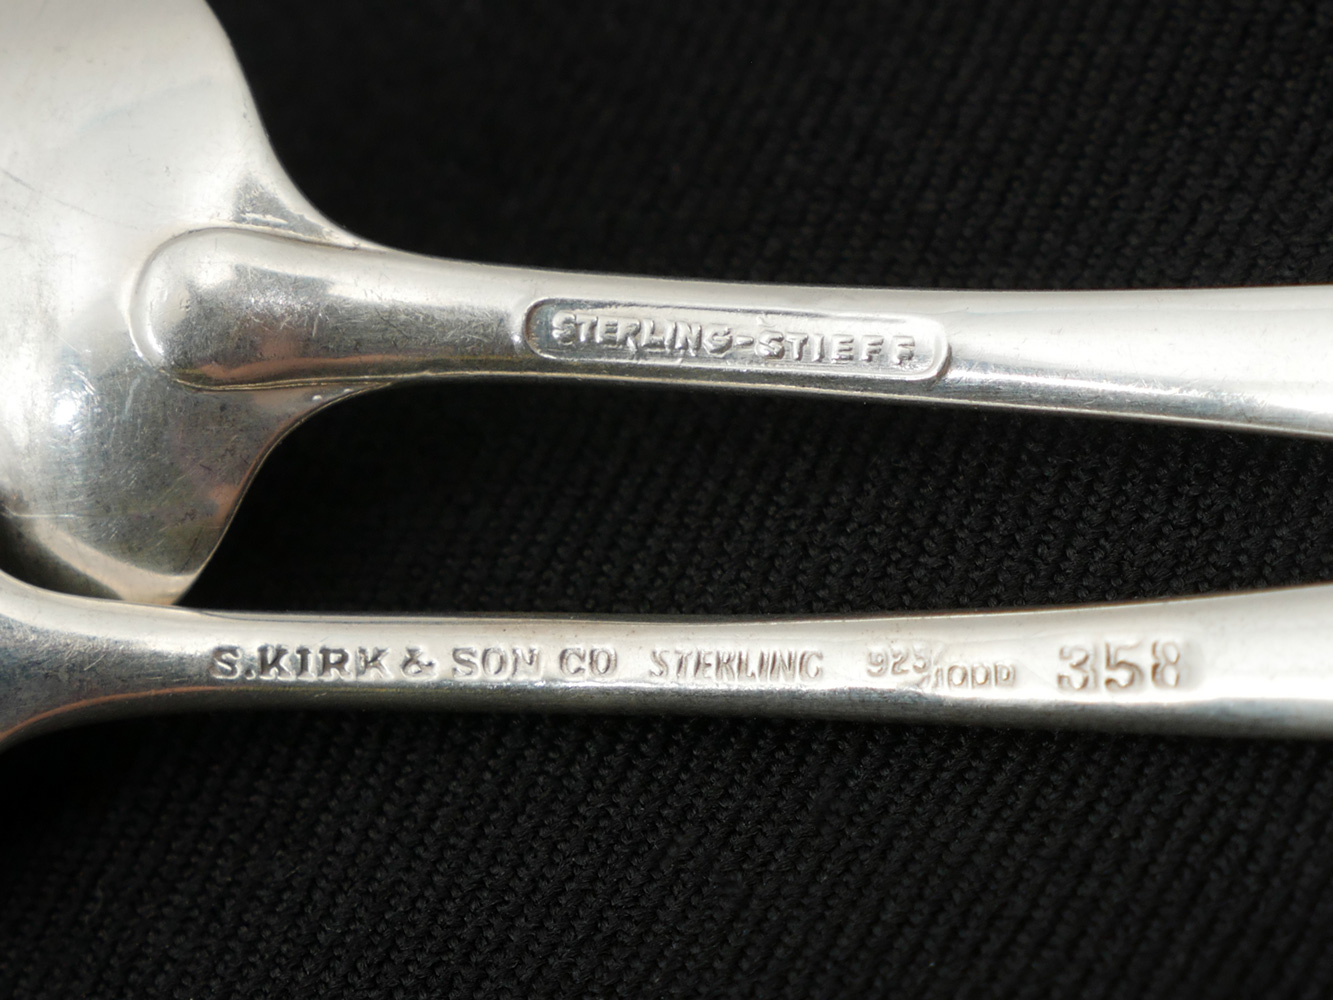 STERLING-STIEFF
S.KIRK & SON CO STERLING 925/1000 358